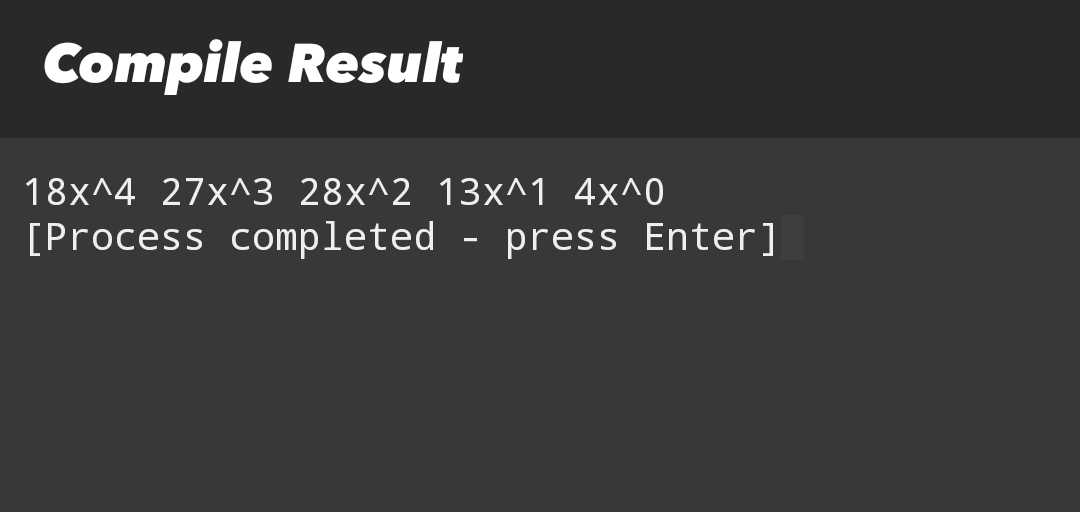 Compile Result
18x^4 27x^3 28x^2 13x^1 4x^0
[Process completed - press Enter]